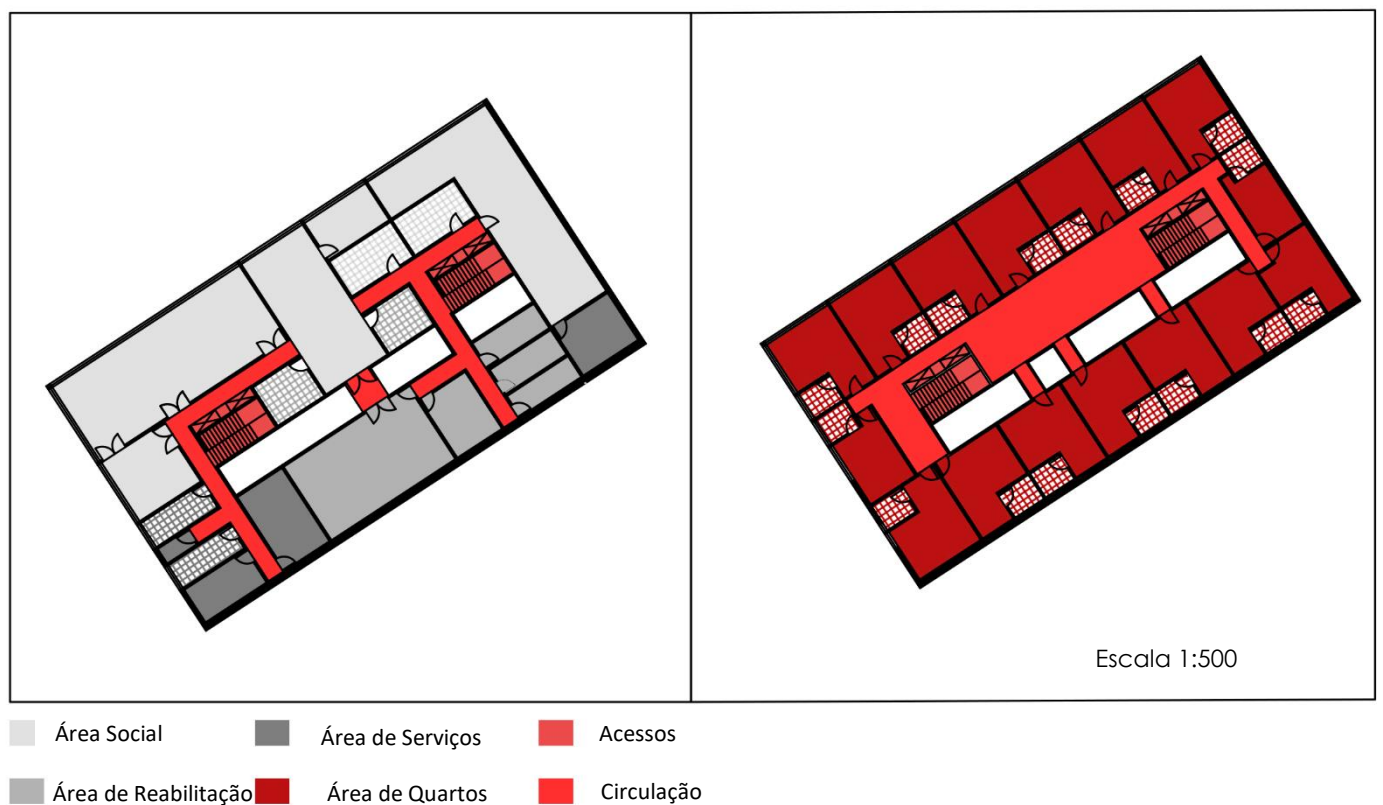 Escala 1:500
Área Social
Área de Serviços
Acessos
Área de Reabilitação
Área de Quartos
Circulação